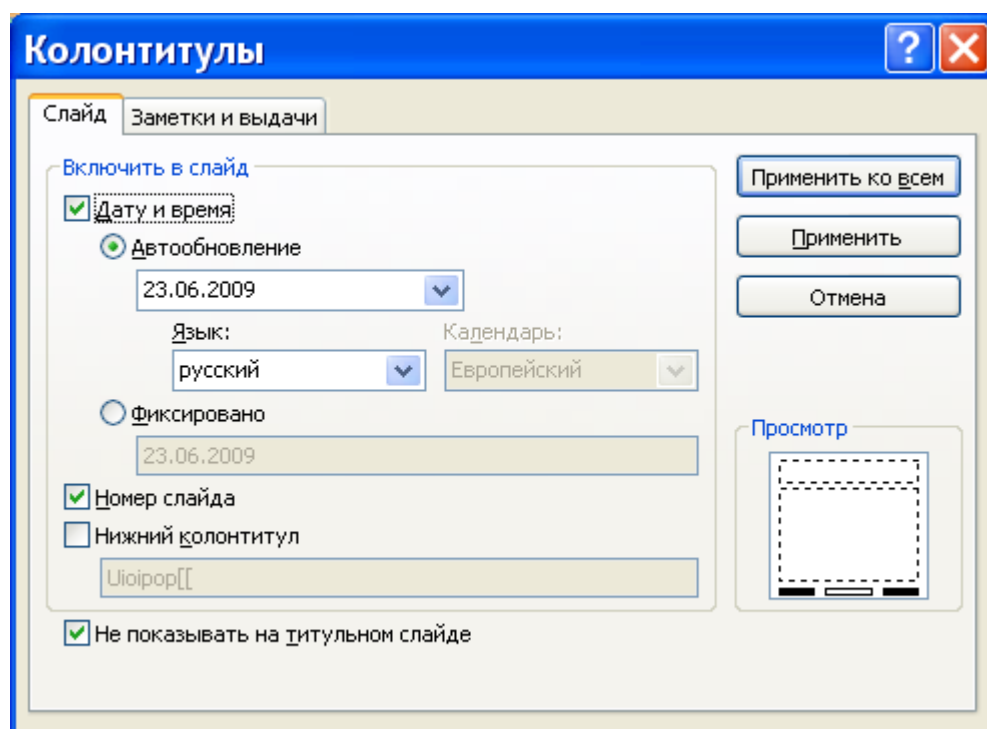 Колонтитулы
Слайд
Заметки и выдачи
Включить в слайд
Дату и время
Автообновление
23.06.2009
Язык:
Календарь:
русский
Европейский
Фиксировано
23.06.2009
Номер слайда
Нижний колонтитул
Uioipop[[
Не показывать на титульном слайде
Применить ко всем
Применить
Отмена
Просмотр